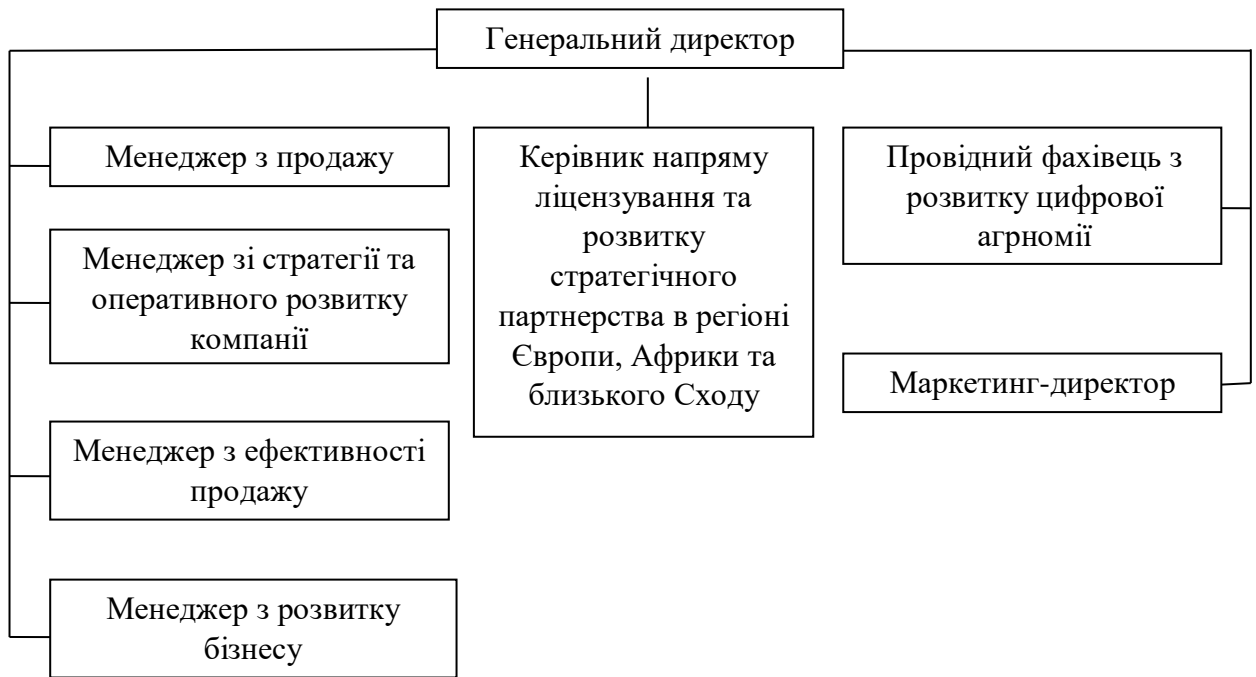 Генеральний директор
Менеджер з продажу
Менеджер зі стратегії та
оперативного розвитку
компанії
Менеджер з ефективності
продажу
Менеджер з розвитку
бізнесу
Керівник напряму
ліцензування та
розвитку
стратегічного
партнерства в регіоні
Європи, Африки та
близького Сходу
Провідний фахівець з
розвитку цифрової
агрномії
Маркетинг-директор